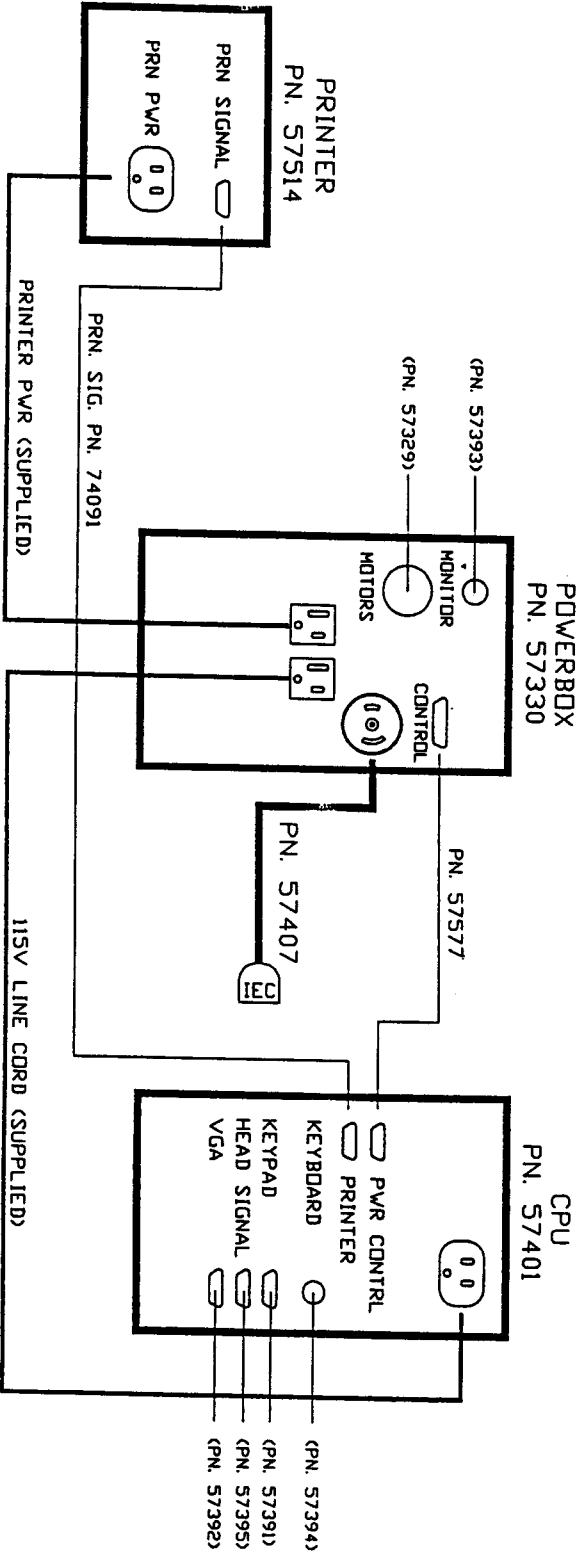 PRINTER
PN. 57514
PRN SIGNAL
PRN PWR
PRN. SIG. PN. 74091
PRINTER PWR (SUPPLIED)
POWERBOX
PN. 57330
(PN. 57393)
(PN. 57329)
MONITOR
MOTORS
CONTROL
PN. 57577
PN. 57407
IEC
115V LINE CORD (SUPPLIED)
CPU
PN. 57401
PWR CONTRL
PRINTER
KEYBOARD
KEYPAD
HEAD SIGNAL
VGA
(PN. 57394)
(PN. 57391)
(PN. 57395)
(PN. 57392)